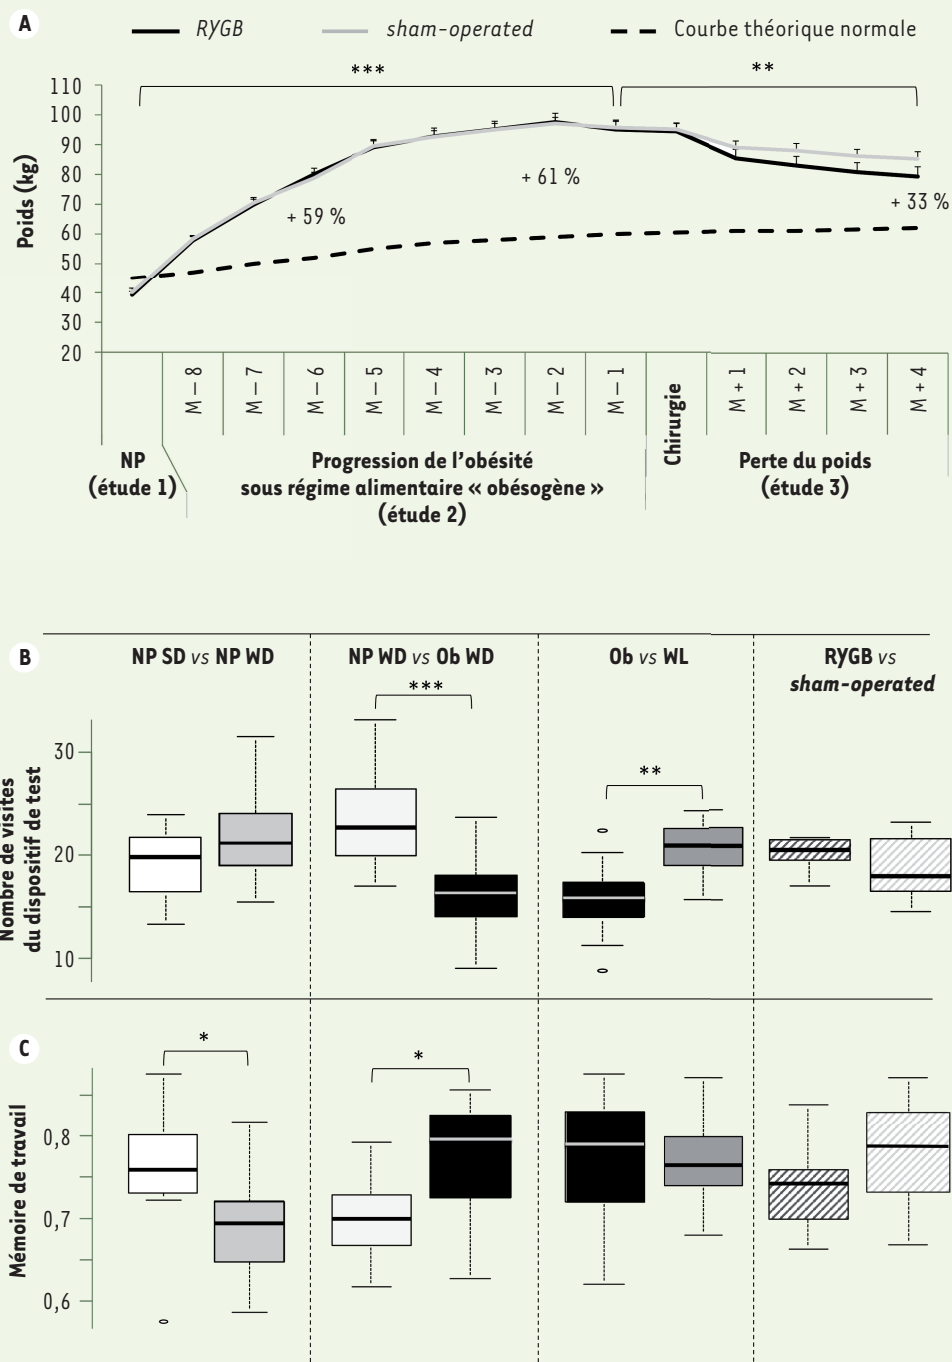 A
RYGB sham-operated Courbe théorique normale
*** **
Poids (kg)
110
100
90
80
70
60
50
40
30
20
+ 59 %
+ 61 %
+ 33 %
M – 8
M – 7
M – 6
M – 5
M – 4
M – 3
M – 2
M – 1
Chirurgie
M + 1
M + 2
M + 3
M + 4
NP
(étude 1)
Progression de l’obésité
sous régime alimentaire « obésogène »
(étude 2)
Perte du poids
(étude 3)
B
NP SD vs NP WD
NP WD vs Ob WD
Ob vs WL
RYGB vs
sham-operated
***
**
Nombre de visites
du dispositif de test
30
20
10
C
*
*
Mémoire de travail
0,8
0,7
0,6